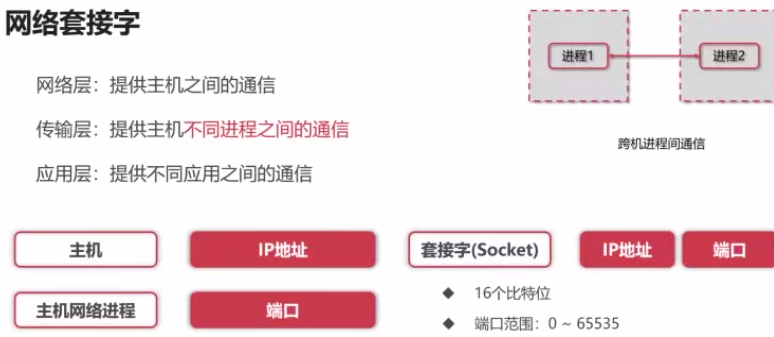 网络套接字
进程1
进程2
网络层：提供主机之间的通信
传输层：提供主机不同进程之间的通信
跨机进程间通信
应用层：提供不同应用之间的通信
主机
IP地址
套接字(Socket)
IP地址
端口
主机网络进程
端口
◆ 16个比特位
◆ 端口范围：0 ~ 65535